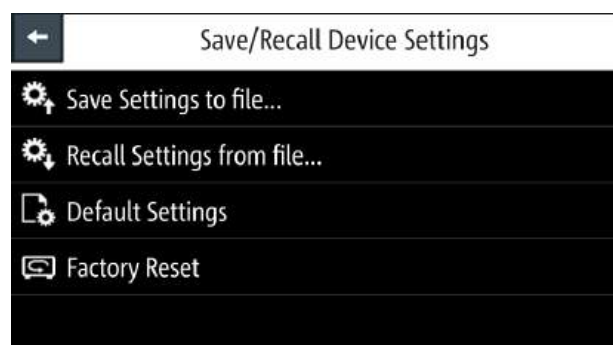 Save/Recall Device Settings
Save Settings to file...
Recall Settings from file...
Default Settings
Factory Reset